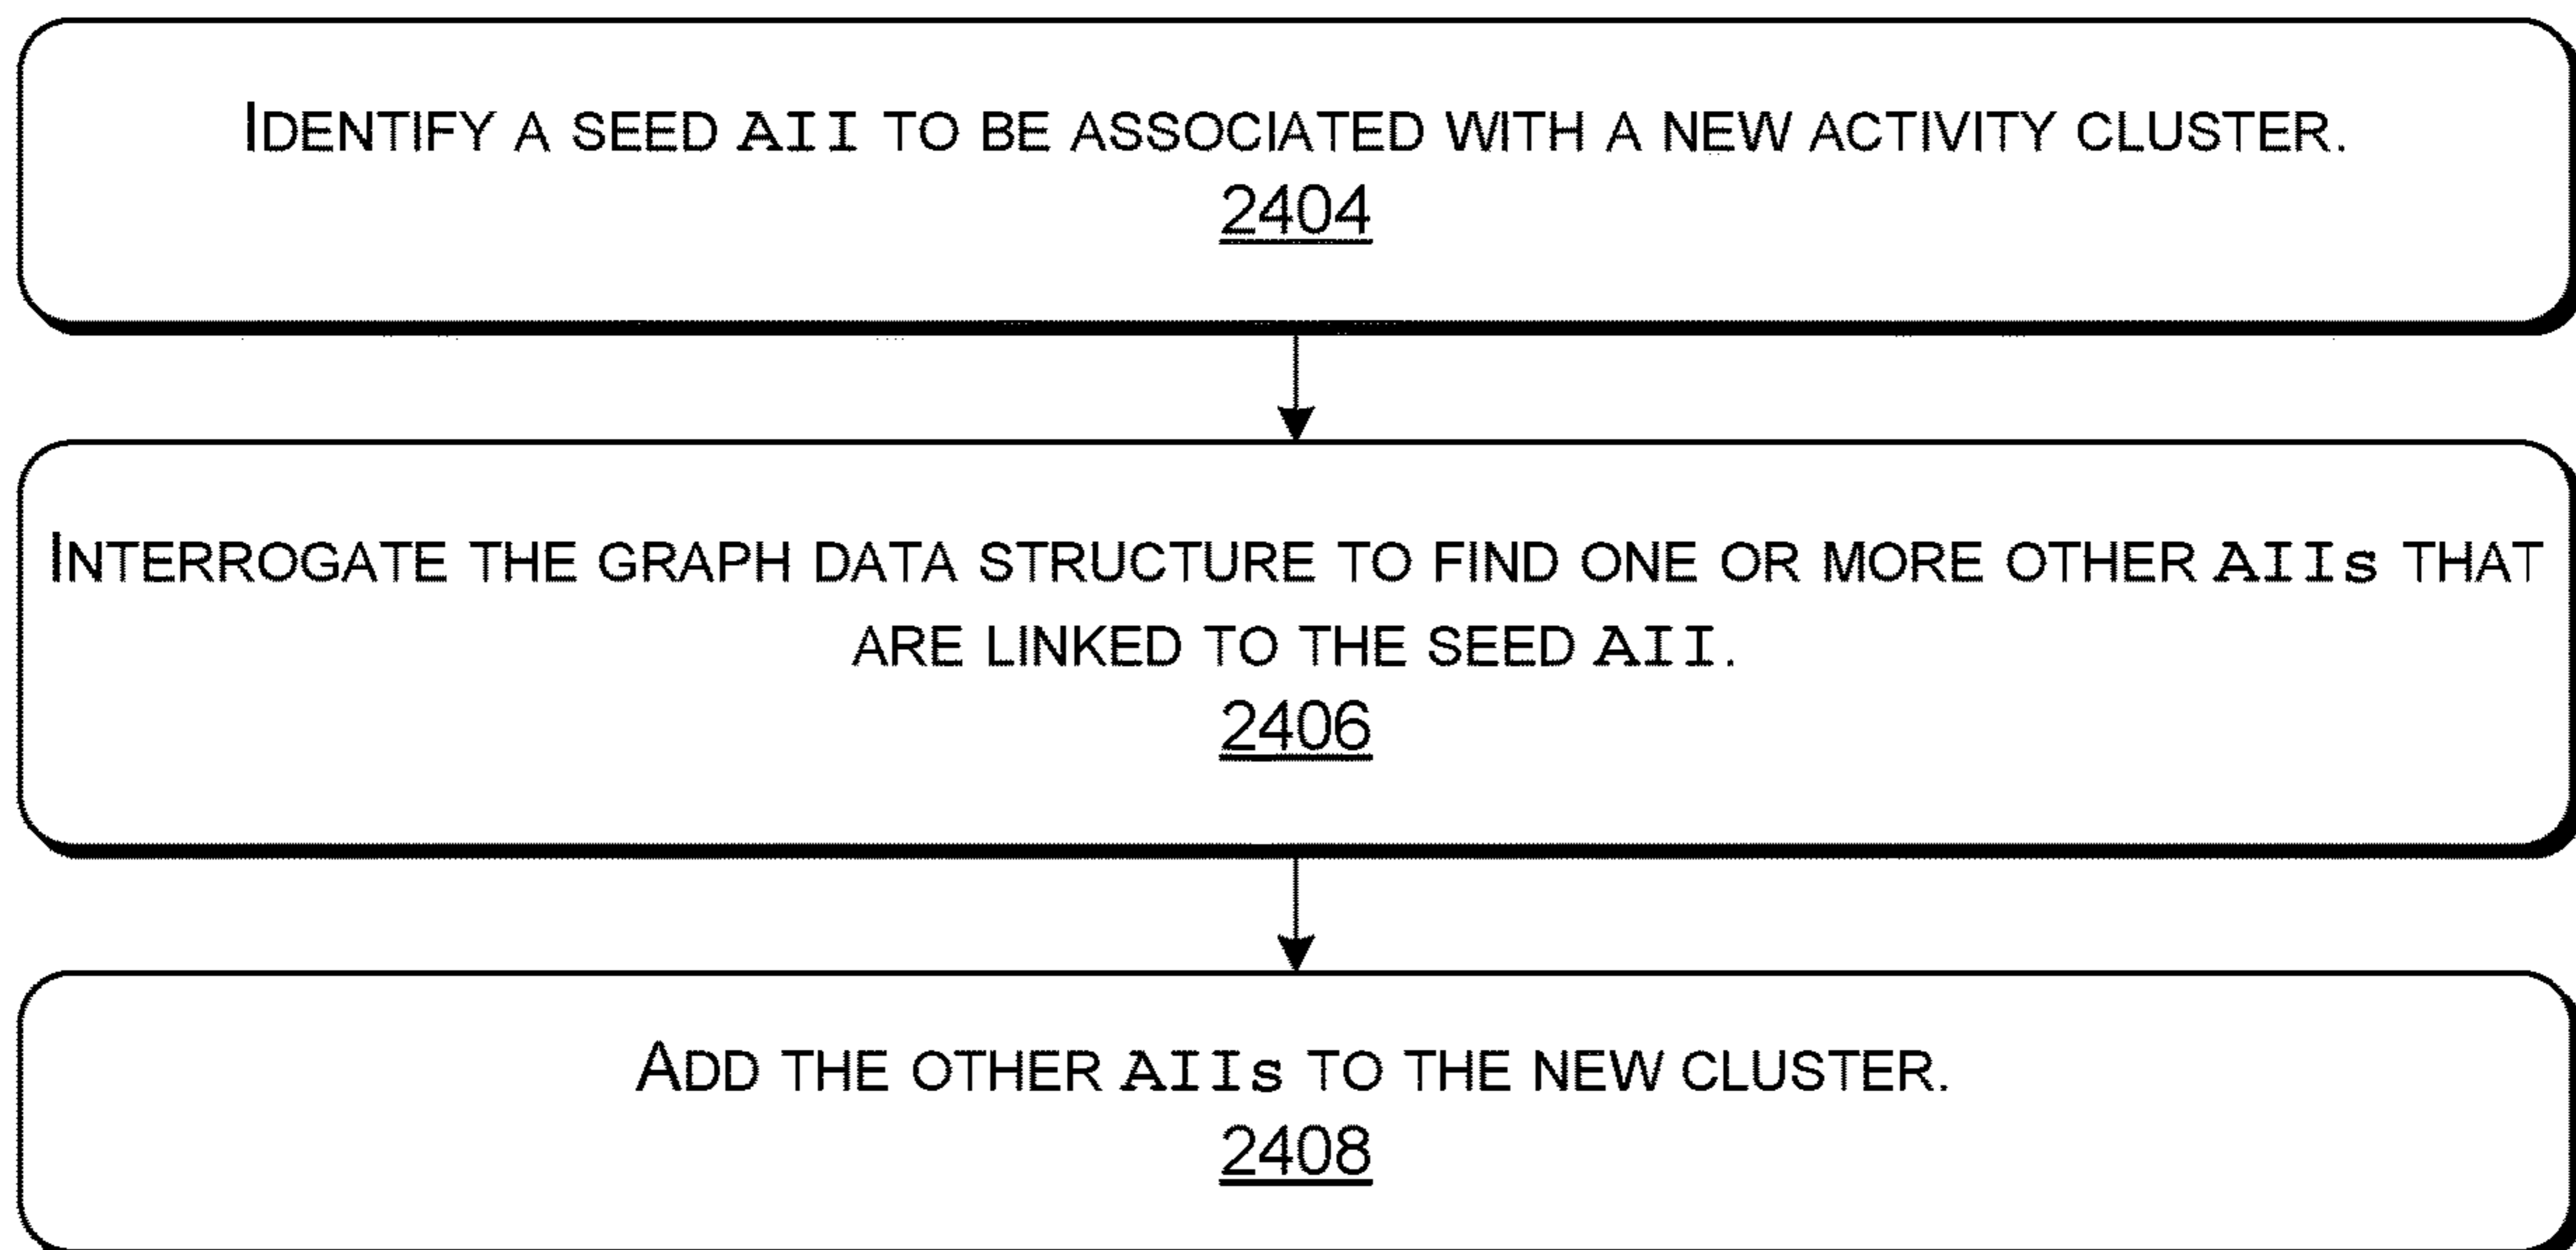 IDENTIFY A SEED AII TO BE ASSOCIATED WITH A NEW ACTIVITY CLUSTER.
2404
INTERROGATE THE GRAPH DATA STRUCTURE TO FIND ONE OR MORE OTHER AIIs THAT
ARE LINKED TO THE SEED AII.
2406
ADD THE OTHER AIIs TO THE NEW CLUSTER.
2408